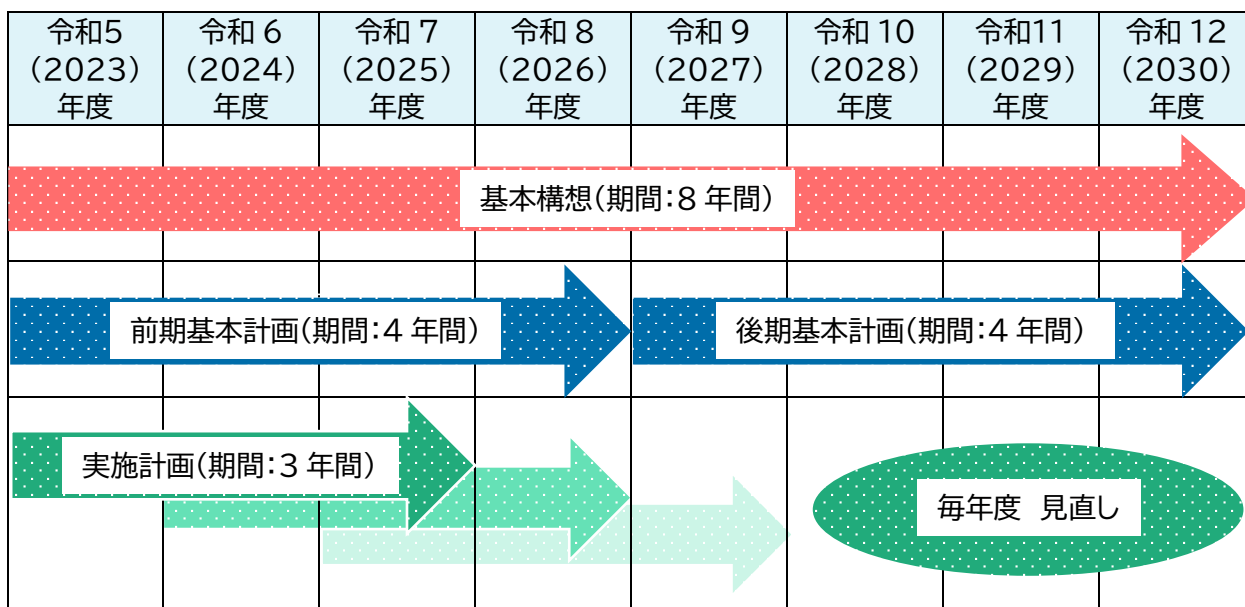 令和5
(2023)
年度
令和 6
(2024)
年度
令和 7
(2025)
年度
令和 8
(2026)
年度
令和 9
(2027)
年度
令和 10
(2028)
年度
令和11
(2029)
年度
令和 12
(2030)
年度
基本構想(期間:8 年間)
前期基本計画(期間:4 年間)
後期基本計画(期間:4 年間)
実施計画(期間:3 年間)
毎年度 見直し